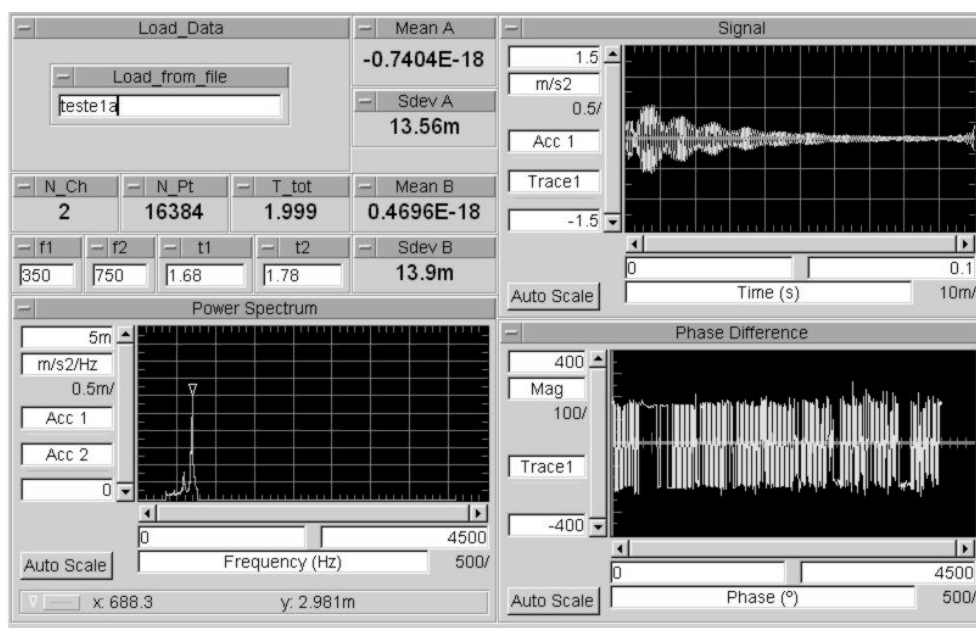 Load_Data
Load_from_file
teste1a
Mean A
-0.7404E-18
Sdev A
13.56m
N_Ch
2
N_Pt
16384
T_tot
1.999
Mean B
0.4696E-18
f1
350
f2
750
t1
1.68
t2
1.78
Sdev B
13.9m
Signal
1.5
m/s2
0.5/
Acc 1
Trace1
-1.5
0
0.1
Auto Scale
Time (s)
10m/
Power Spectrum
5m
m/s2/Hz
0.5m/
Acc 1
Acc 2
0
0
4500
Auto Scale
Frequency (Hz)
500/
x: 688.3
y: 2.981m
Phase Difference
400
Mag
100/
Trace1
-400
0
4500
Auto Scale
Phase (º)
500/